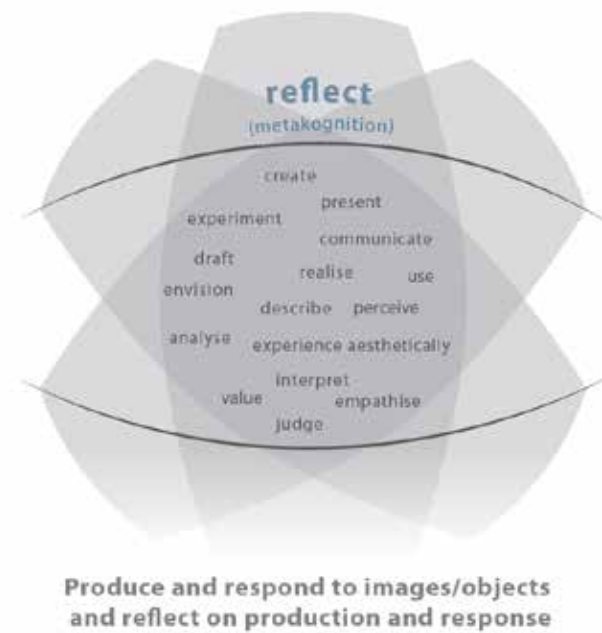 reflect
(metakognition)
create
present
experiment
communicate
draft
realise
use
envision
describe
perceive
analyse
experience aesthetically
interpret
value
empathise
judge
Produce and respond to images/objects
and reflect on production and response